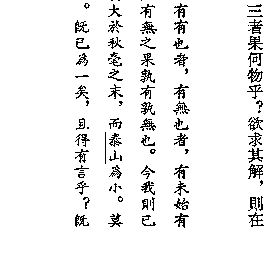 三者果何物乎？欲求其解，則在
有有也者，有無也者，有未始有
有無之果孰有孰無也。今我則已
大於秋毫之末，而泰山爲小。莫
。既已爲一矣，且得有言乎？既